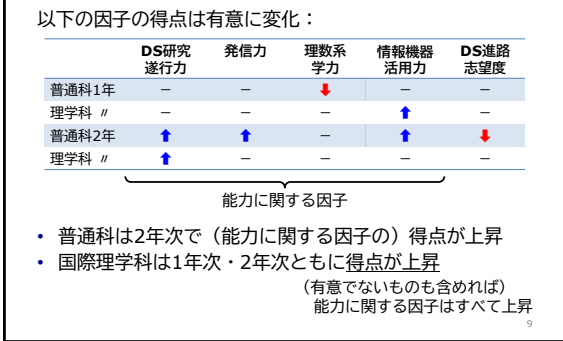 以下の因子の得点は有意に変化：
DS研究遂行力 発信力 理数系学力 情報機器活用力 DS進路志望度
普通科1年 － － ⬇ － －
理学科 〃 － － － ⬆ －
普通科2年 ⬆ ⬆ － ⬆ ⬇
理学科 〃 ⬆ － － － －
能力に関する因子
• 普通科は2年次で（能力に関する因子の）得点が上昇
• 国際理学科は1年次・2年次ともに得点が上昇
（有意でないものも含めれば）
能力に関する因子はすべて上昇
9